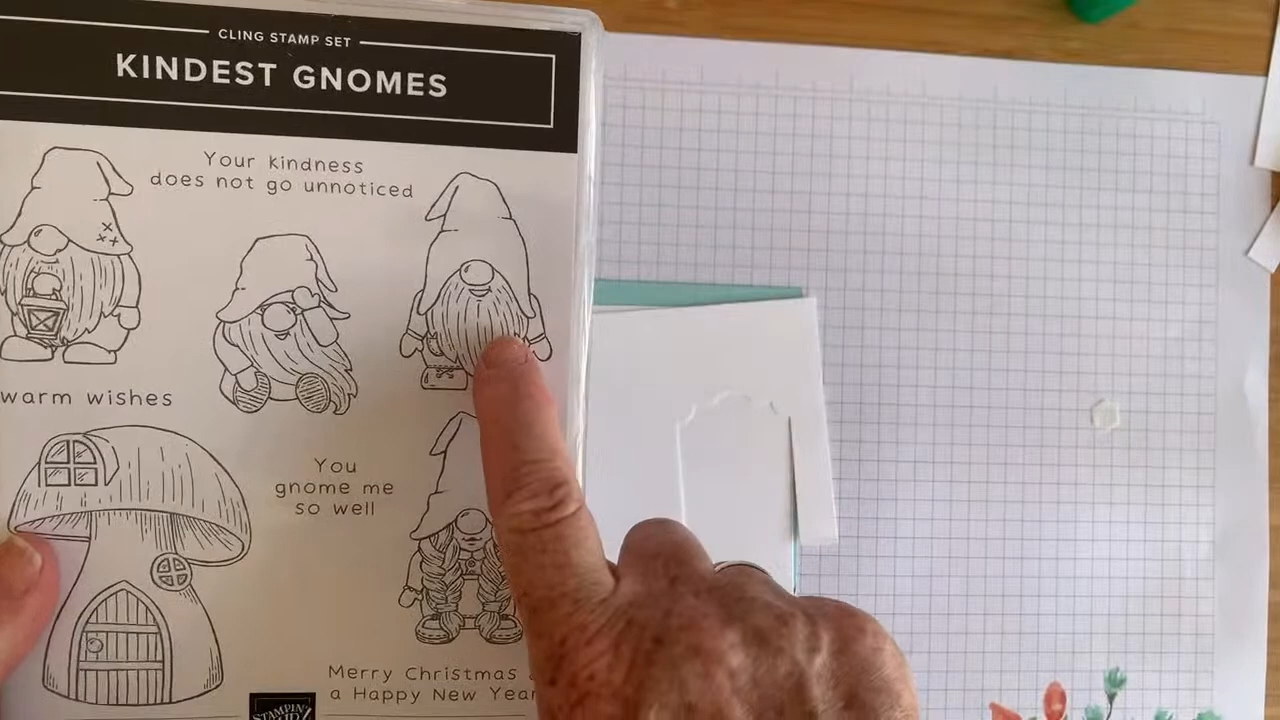 CLING STAMP SET
KINDEST GNOMES
Your kindness
does not go unnoticed
warm wishes
You
gnome me
so well
Merry Christmas
a Happy New Year
STAMPIN'